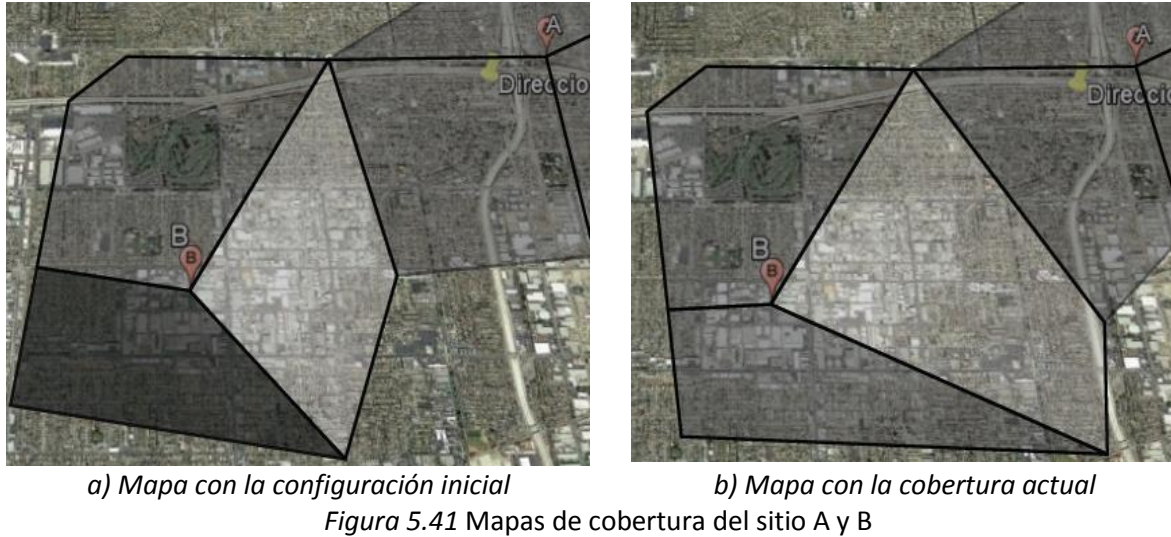 A
Direccio
B
B
A
Direccio
B
B
a) Mapa con la configuración inicial
b) Mapa con la cobertura actual
Figura 5.41 Mapas de cobertura del sitio A y B